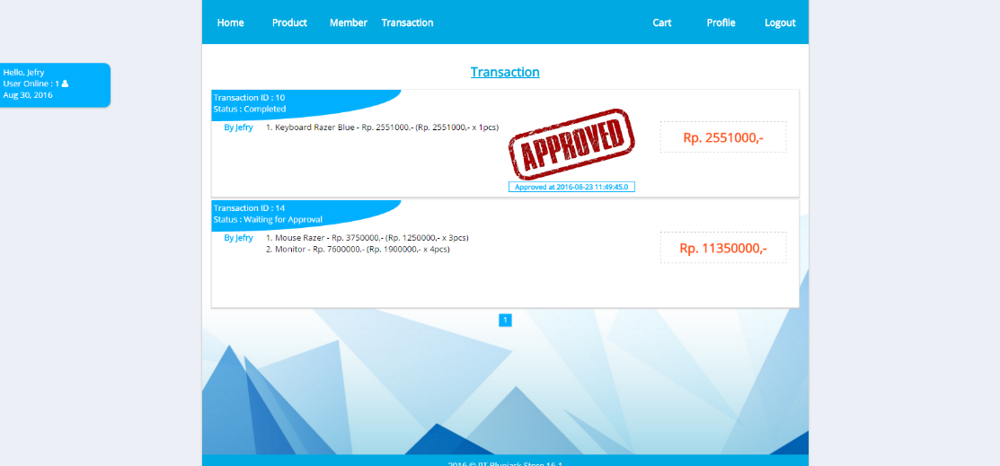 Home Product Member Transaction Cart Profile Logout
Hello, Jefry
User Online : 1
Aug 30, 2016
Transaction
Transaction ID : 10
Status : Completed
By Jefry
1. Keyboard Razer Blue - Rp. 2551000,- (Rp. 2551000,- x 1pcs)
APPROVED
Approved at 2016-08-23 11:49:45.0
Rp. 2551000,-
Transaction ID : 14
Status : Waiting for Approval
By Jefry
1. Mouse Razer - Rp. 3750000,- (Rp. 1250000,- x 3pcs)
2. Monitor - Rp. 7600000,- (Rp. 1900000,- x 4pcs)
Rp. 11350000,-
1
2016 © PT Bluejack Store 16-1